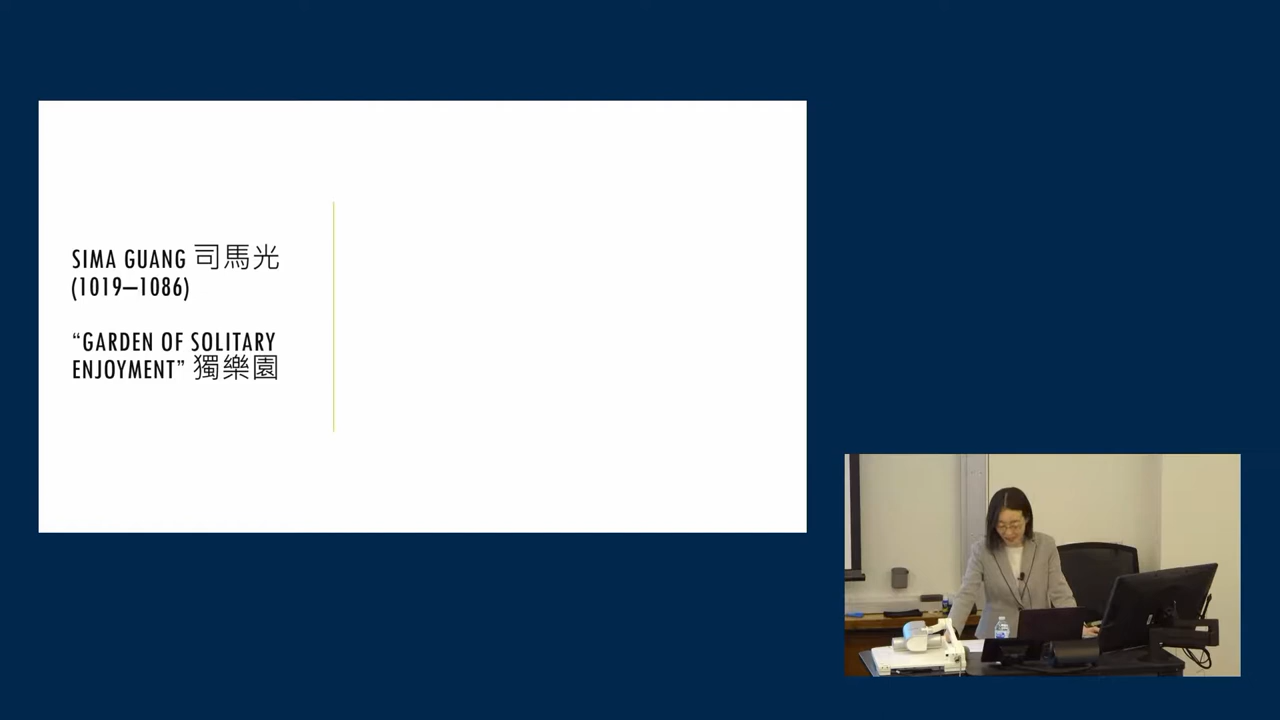 SIMA GUANG 司馬光
(1019–1086)
“GARDEN OF SOLITARY
ENJOYMENT” 獨樂園